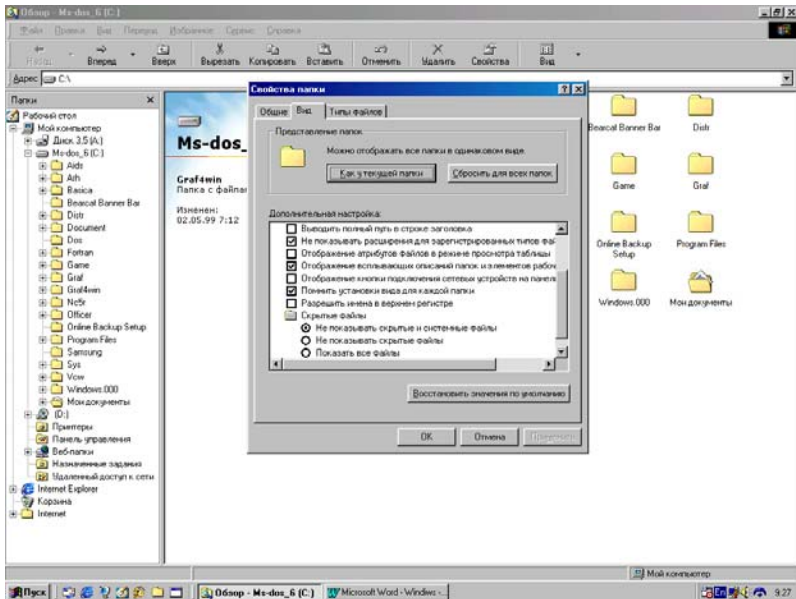 Обзор - Ms-dos_6 (C:)
Файл Правка Вид Переход Избранное Сервис Справка
Назад Вперед Вверх Вырезать Копировать Вставить Отменить Удалить Свойства Вид
Адрес C:\
Папки
Рабочий стол
Мой компьютер
Диск 3,5 (A:)
Ms-dos_6 (C:)
Aidt
Arh
Basica
Bearcat Banner Bar
Distr
Document
Dos
Fortran
Game
Graf
Graf4win
Nc5r
Officer
Online Backup Setup
Program Files
Samsung
Sys
Vcw
Windows.000
Мои документы
(D:)
Принтеры
Панель управления
Веб-папки
Назначенные задания
Удаленный доступ к сети
Internet Explorer
Корзина
Internet
Ms-dos_
Graf4win
Папка с файлам
Изменен:
02.05.99 7:12
Свойства папки
Общие Вид Типы файлов
Представление папок
Можно отображать все папки в одинаковом виде.
Как у текущей папки Сбросить для всех папок
Дополнительная настройка:
Выводить полный путь в строке заголовка
Не показывать расширения для зарегистрированных типов фай
Отображение атрибутов файлов в режиме просмотра таблицы
Отображение всплывающих описаний папок и элементов рабоч
Отображение кнопки подключения сетевых устройств на панели
Помнить установки вида для каждой папки
Разрешить имена в верхнем регистре
Скрытые файлы
Не показывать скрытые и системные файлы
Не показывать скрытые файлы
Показать все файлы
Восстановить значения по умолчанию
OK Отмена Применить
Bearcat Banner Bar Distr
Game Graf
Online Backup Setup Program Files
Windows.000 Мои документы
Мой компьютер
Пуск Обзор - Ms-dos_6 (C:) Microsoft Word - Windws -... En 9:27